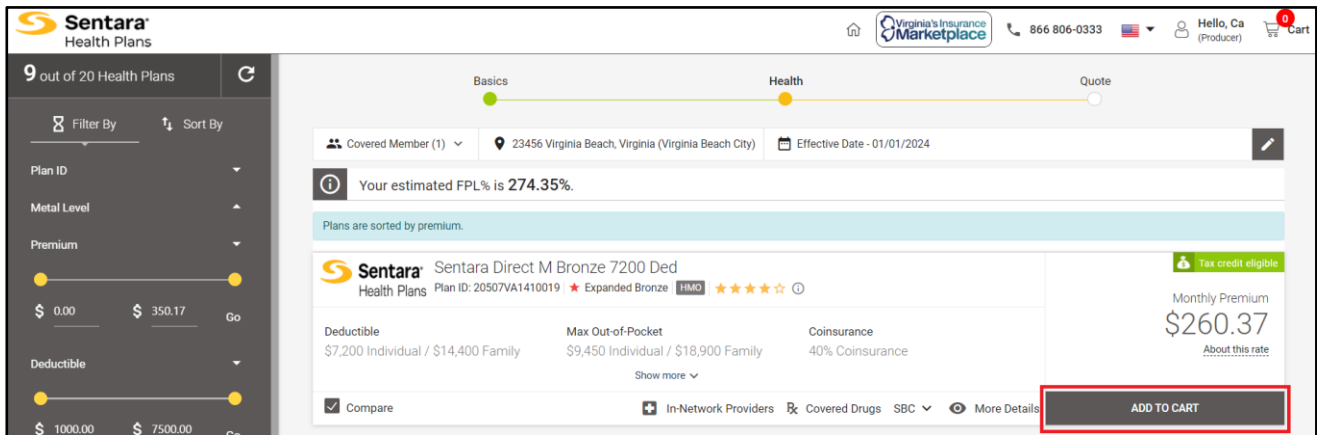 Sentara
Health Plans
Virginia's Insurance
Marketplace
866 806-0333
Hello, Ca
(Producer)
0
Cart
9 out of 20 Health Plans
Filter By
Sort By
Plan ID
Metal Level
Premium
$ 0.00 $ 350.17 Go
Deductible
$ 1000.00 $ 7500.00 Go
Basics Health Quote
Covered Member (1) 23456 Virginia Beach, Virginia (Virginia Beach City) Effective Date - 01/01/2024
Your estimated FPL% is 274.35%.
Plans are sorted by premium.
Sentara
Health Plans
Sentara Direct M Bronze 7200 Ded
Plan ID: 20507VA1410019 Expanded Bronze HMO
Tax credit eligible
Monthly Premium
$260.37
About this rate
Deductible Max Out-of-Pocket Coinsurance
$7,200 Individual / $14,400 Family $9,450 Individual / $18,900 Family 40% Coinsurance
Show more
Compare In-Network Providers Rx Covered Drugs SBC More Details ADD TO CART